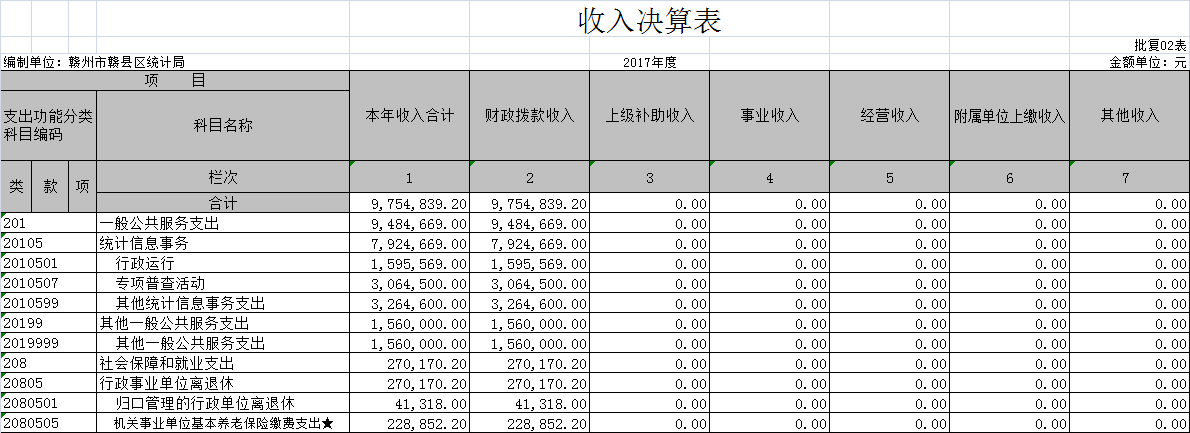 收入决算表
批复02表
编制单位：赣州市赣县区统计局 2017年度 金额单位：元
项 目 本年收入合计 财政拨款收入 上级补助收入 事业收入 经营收入 附属单位上缴收入 其他收入
支出功能分类科目编码 科目名称
类 款 项 栏次 1 2 3 4 5 6 7
合计 9,754,839.20 9,754,839.20 0.00 0.00 0.00 0.00 0.00
201 一般公共服务支出 9,484,669.00 9,484,669.00 0.00 0.00 0.00 0.00 0.00
20105 统计信息事务 7,924,669.00 7,924,669.00 0.00 0.00 0.00 0.00 0.00
2010501 行政运行 1,595,569.00 1,595,569.00 0.00 0.00 0.00 0.00 0.00
2010507 专项普查活动 3,064,500.00 3,064,500.00 0.00 0.00 0.00 0.00 0.00
2010599 其他统计信息事务支出 3,264,600.00 3,264,600.00 0.00 0.00 0.00 0.00 0.00
20199 其他一般公共服务支出 1,560,000.00 1,560,000.00 0.00 0.00 0.00 0.00 0.00
2019999 其他一般公共服务支出 1,560,000.00 1,560,000.00 0.00 0.00 0.00 0.00 0.00
208 社会保障和就业支出 270,170.20 270,170.20 0.00 0.00 0.00 0.00 0.00
20805 行政事业单位离退休 270,170.20 270,170.20 0.00 0.00 0.00 0.00 0.00
2080501 归口管理的行政单位离退休 41,318.00 41,318.00 0.00 0.00 0.00 0.00 0.00
2080505 机关事业单位基本养老保险缴费支出★ 228,852.20 228,852.20 0.00 0.00 0.00 0.00 0.00